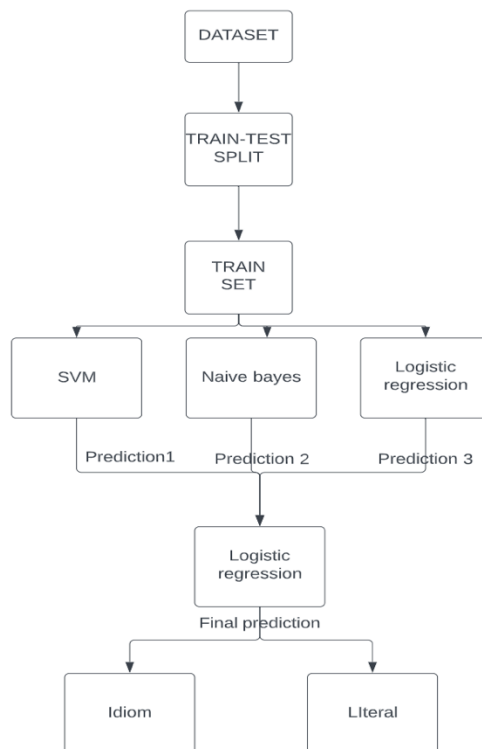 DATASET
TRAIN-TEST
SPLIT
TRAIN
SET
SVM
Naive bayes
Logistic
regression
Prediction1
Prediction 2
Prediction 3
Logistic
regression
Final prediction
Idiom
LIteral